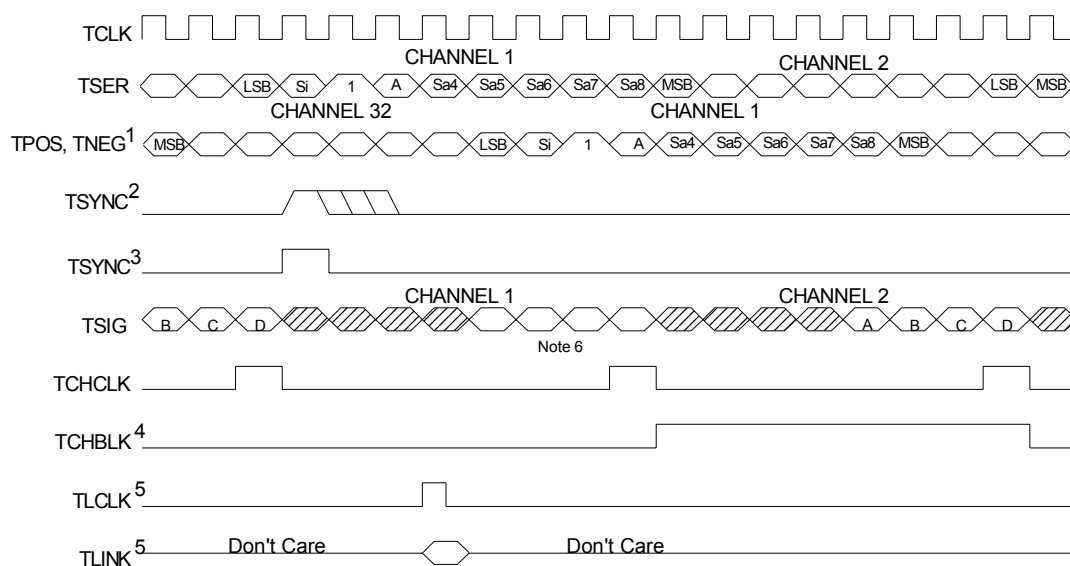 TCLK
CHANNEL 1 CHANNEL 2
TSER LSB Si 1 A Sa4 Sa5 Sa6 Sa7 Sa8 MSB LSB MSB
CHANNEL 32 CHANNEL 1
TPOS, TNEG1 MSB LSB Si 1 A Sa4 Sa5 Sa6 Sa7 Sa8 MSB
TSYNC2
TSYNC3
CHANNEL 1 CHANNEL 2
TSIG B C D A B C D
Note 6
TCHCLK
TCHBLK4
TLCLK5
Don't Care Don't Care
TLINK5